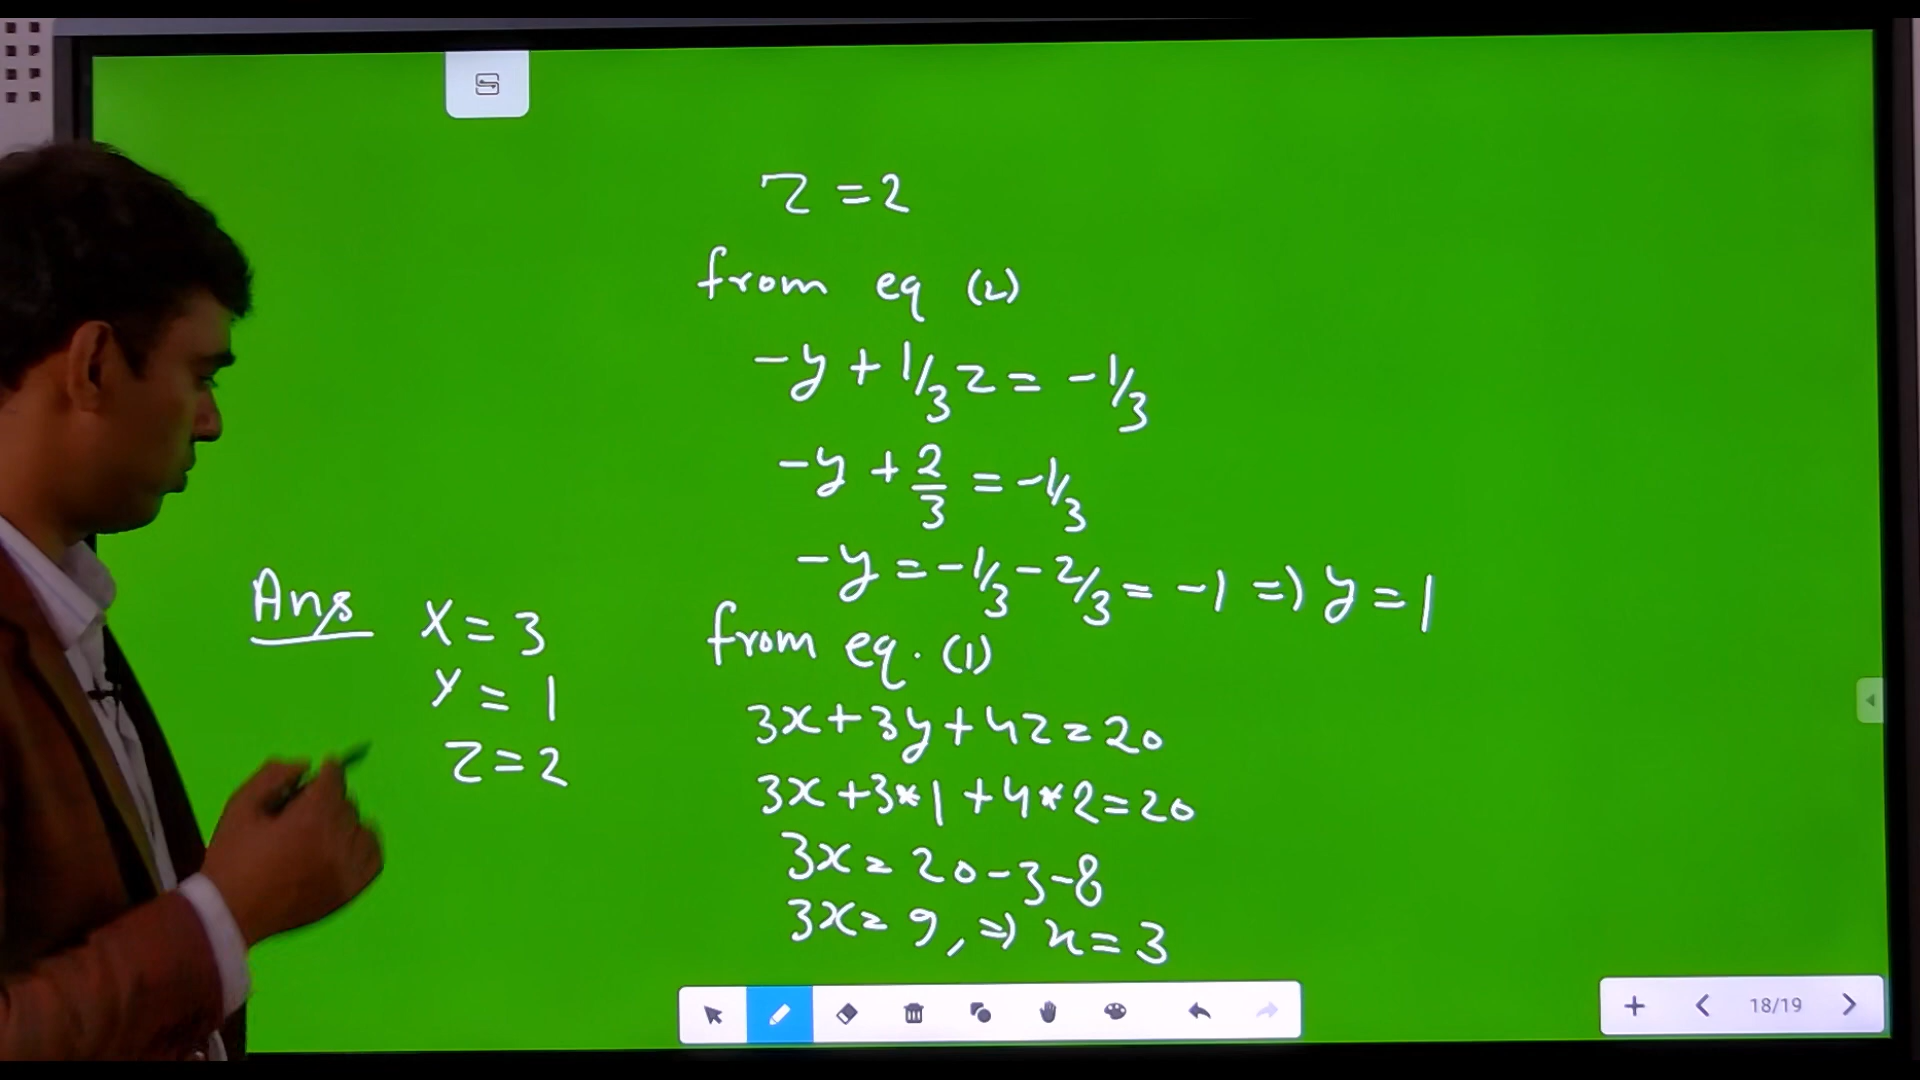 z = 2
from eq (2)
-y + 1/3 z = -1/3
-y + 2/3 = -1/3
-y = -1/3 - 2/3 = -1 => y = 1
from eq. (1)
3x + 3y + 4z = 20
3x + 3*1 + 4*2 = 20
3x = 20 - 3 - 8
3x = 9, => x = 3
Ans x = 3
y = 1
z = 2
18/19